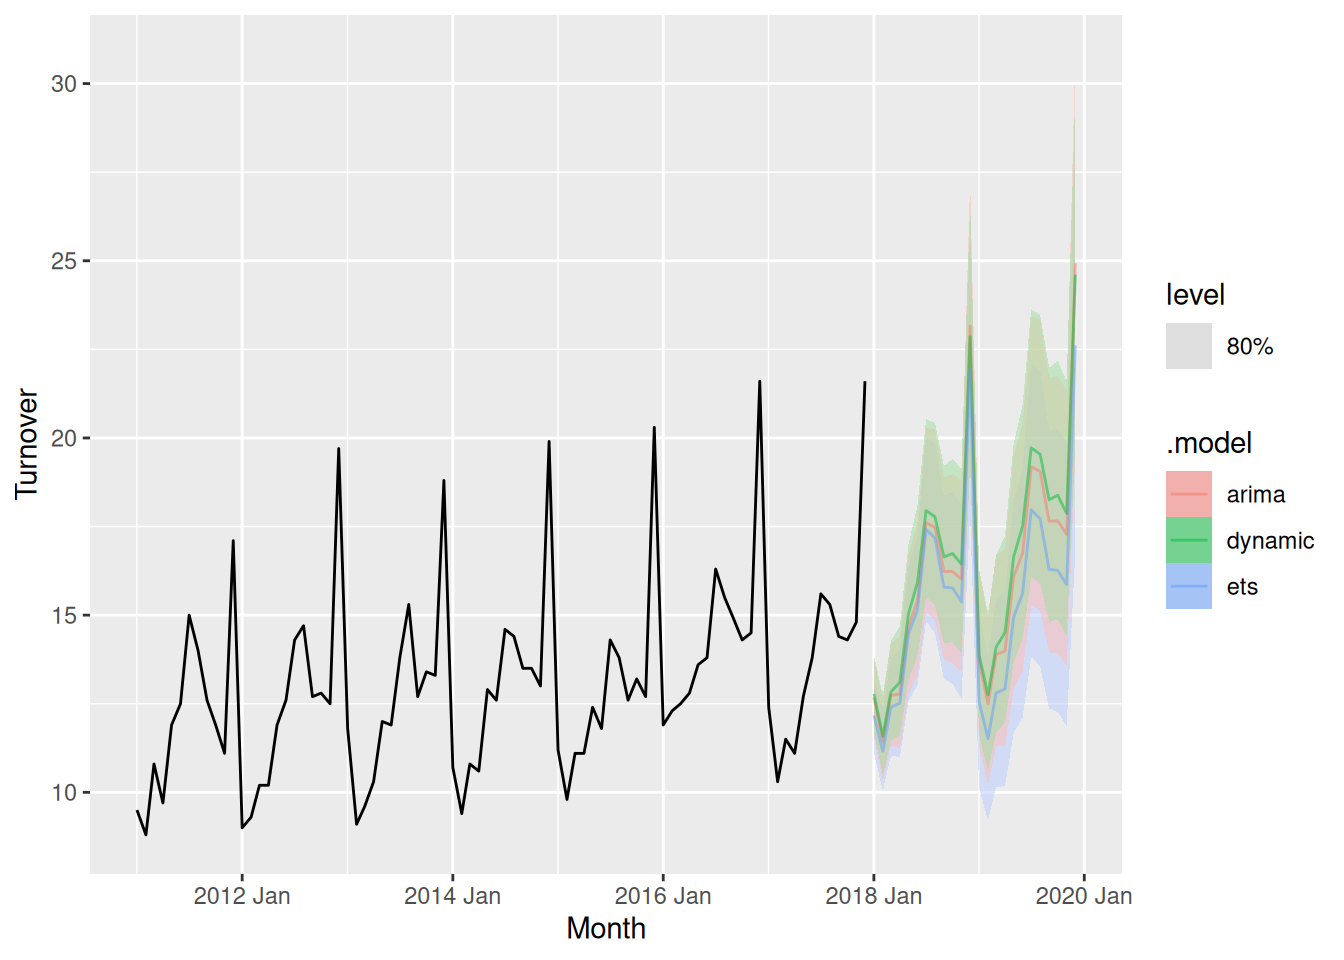 30
25
20
15
10
Turnover
2012 Jan
2014 Jan
2016 Jan
2018 Jan
2020 Jan
Month
level
80%
.model
arima
dynamic
ets